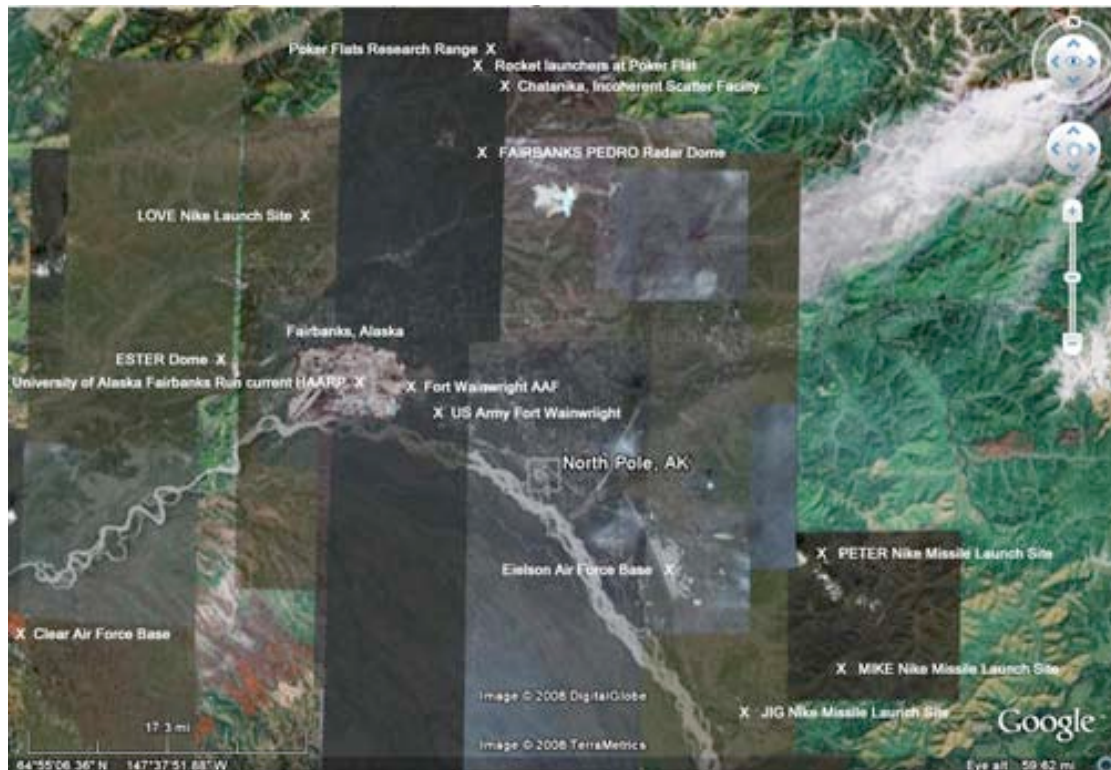 Poker Flats Research Range X
X Rocket launchers at Poker Flat
X Chatanika, Incoherent Scatter Facilty..
X FAIRBANKS PEDRO Radar Dome
LOVE Nike Launch Site X
Fairbanks, Alaska
ESTER Dome X
University of Alaska Fairbanks Run current HAARP X
X Fort Wainwright AAF
X US Army Fort Wainwriight
North Pole, AK
X PETER Nike Missile Launch Site
Eielson Air Force Base X
X Clear Air Force Base
X MIKE Nike Missile Launch Site
Image © 2008 DigitalGlobe
X JIG Nike Missile Launch Site
Google
17.3 mi
Image © 2008 TerraMetrics
64°55'06.36" N 147°37'51.88" W
Eye alt 59.62 mi